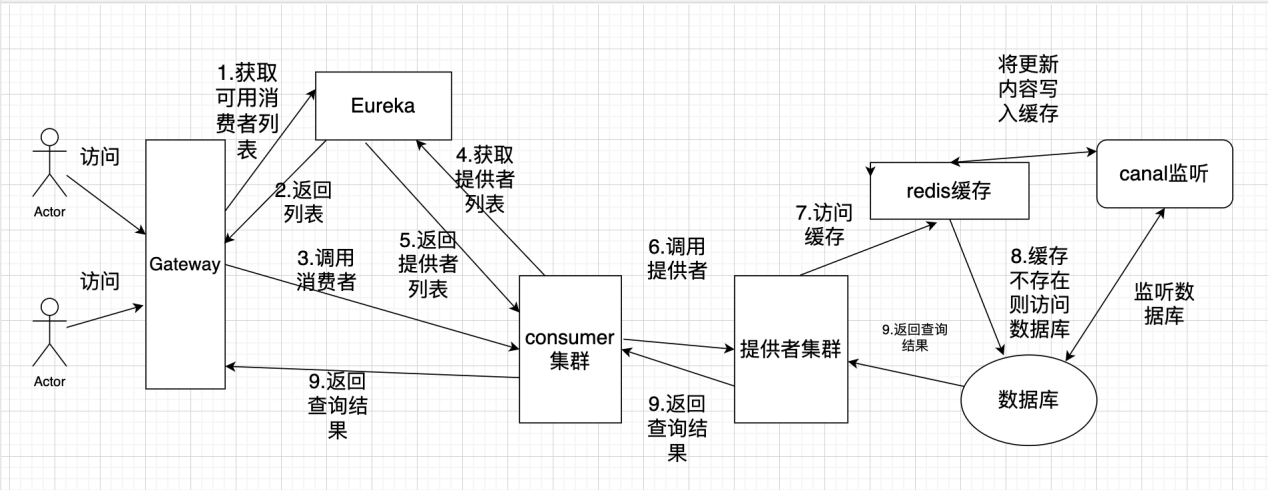 访问
Actor
访问
Actor
Gateway
1.获取
可用消
费者列
表
Eureka
2.返回
列表
3.调用
消费者
4.获取
提供者
列表
5.返回
提供者
列表
9.返回
查询结
果
consumer
集群
6.调用
提供者
9.返回
查询结
果
提供者集群
7.访问
缓存
redis缓存
将更新
内容写
入缓存
canal监听
8.缓存
不存在
则访问
数据库
监听数
据库
9.返回查询
结果
数据库